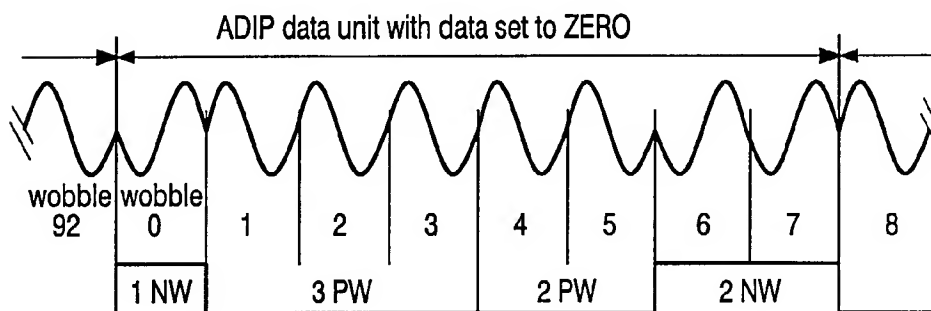 ADIP data unit with data set to ZERO
wobble wobble
92 0 1 2 3 4 5 6 7 8
1 NW 3 PW 2 PW 2 NW